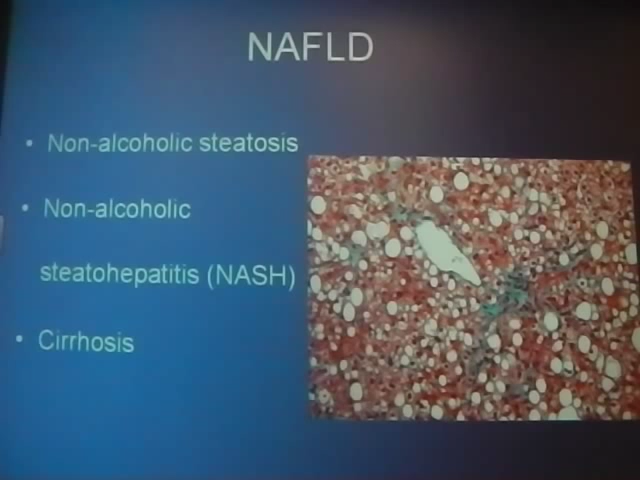 NAFLD
• Non-alcoholic steatosis
• Non-alcoholic
steatohepatitis (NASH)
• Cirrhosis